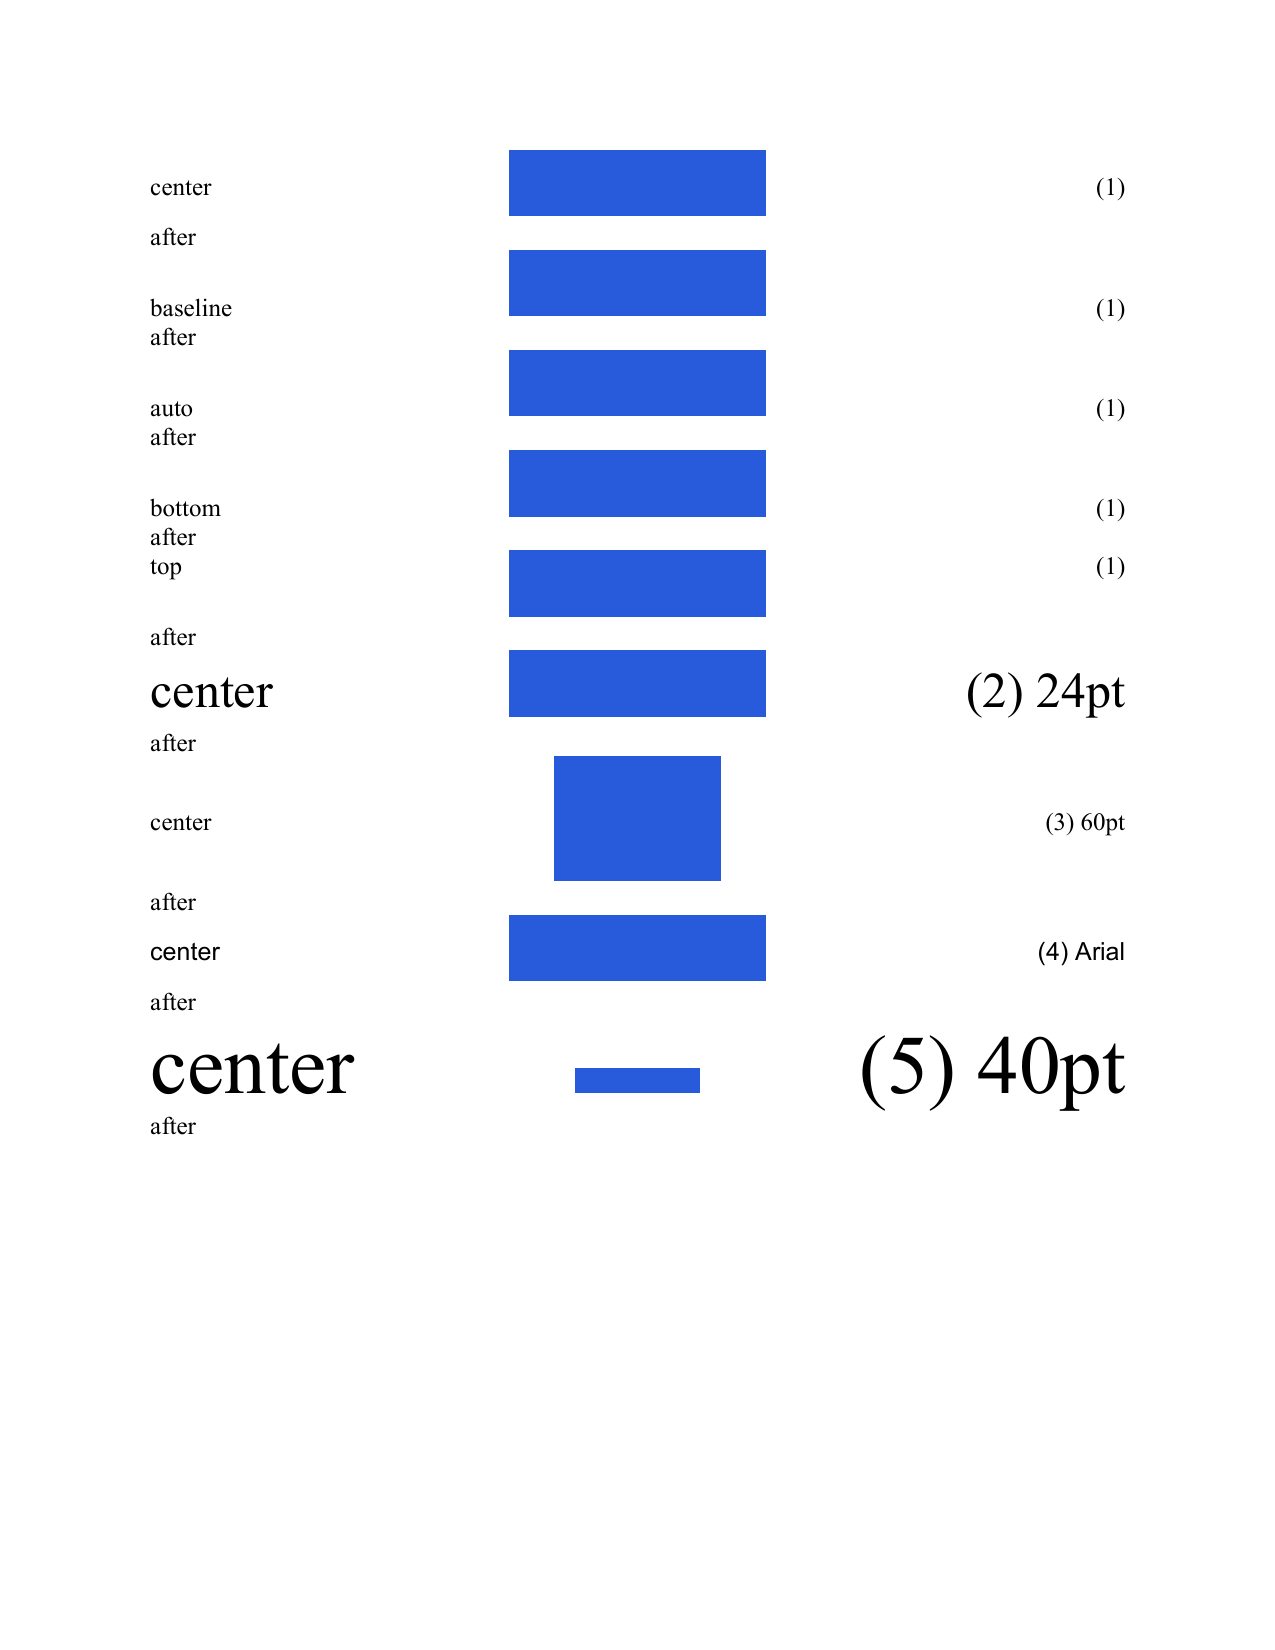 center (1)
after
baseline (1)
after
auto (1)
after
bottom (1)
after
top (1)
after
center (2) 24pt
after
center (3) 60pt
after
center (4) Arial
after
center (5) 40pt
after